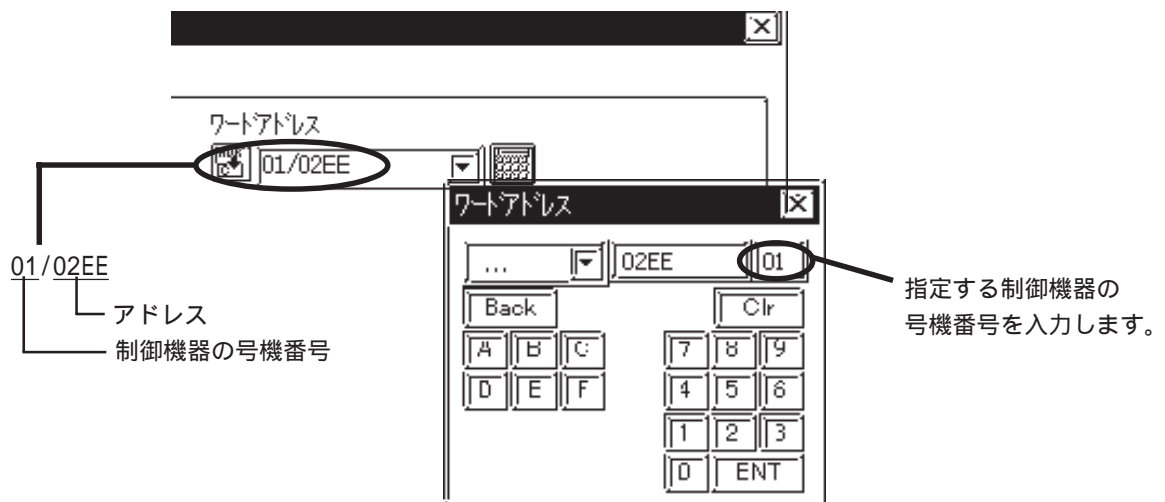 ワードアドレス
01/02EE
ワードアドレス
... 02EE 01
Back Clr
A B C 7 8 9
D E F 4 5 6
1 2 3
0 ENT
01/02EE
アドレス
制御機器の号機番号
指定する制御機器の
号機番号を入力します。